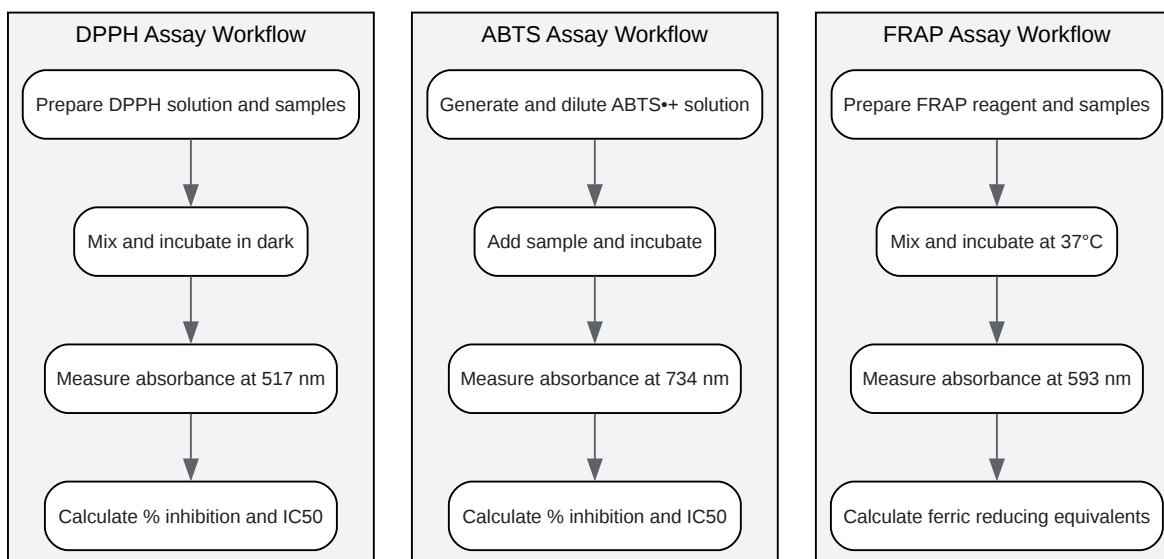 DPPH Assay Workflow
Prepare DPPH solution and samples
Mix and incubate in dark
Measure absorbance at 517 nm
Calculate % inhibition and IC50
ABTS Assay Workflow
Generate and dilute ABTS•+ solution
Add sample and incubate
Measure absorbance at 734 nm
Calculate % inhibition and IC50
FRAP Assay Workflow
Prepare FRAP reagent and samples
Mix and incubate at 37°C
Measure absorbance at 593 nm
Calculate ferric reducing equivalents